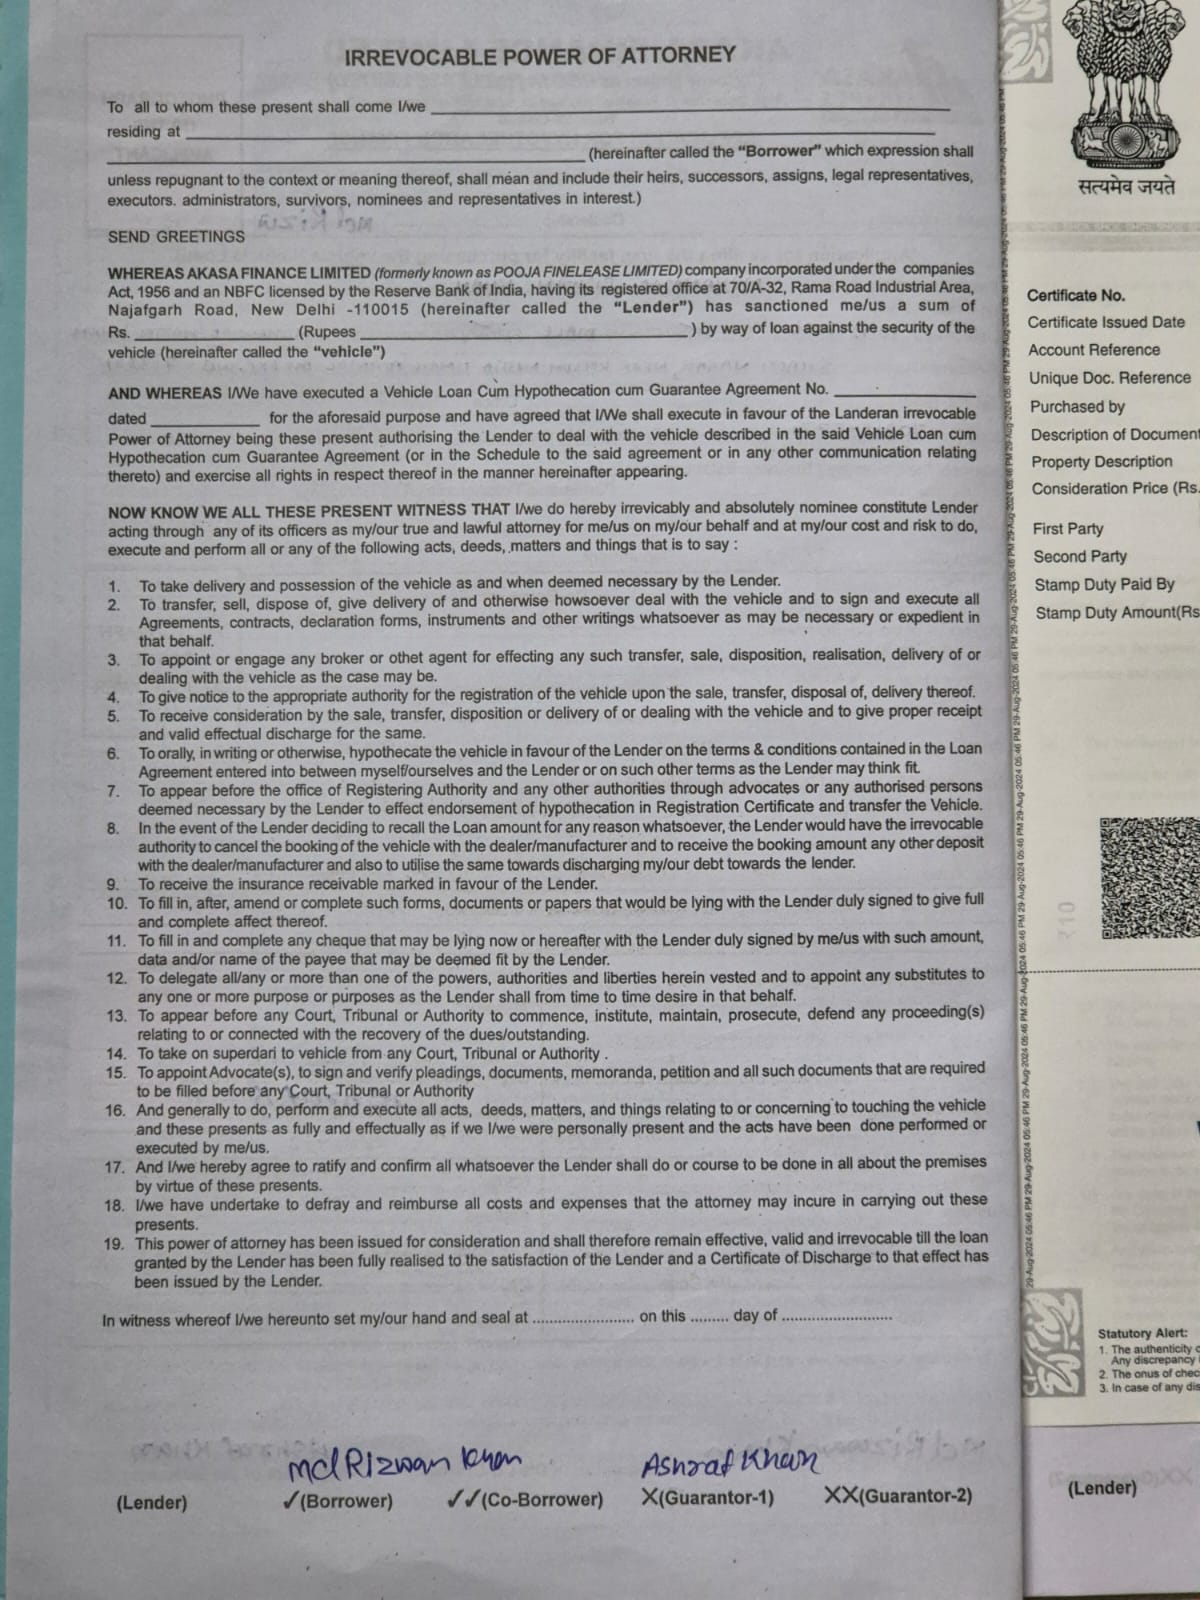 IRREVOCABLE POWER OF ATTORNEY
To all to whom these present shall come I/we
residing at
(hereinafter called the "Borrower" which expression shall
unless repugnant to the context or meaning thereof, shall mean and include their heirs, successors, assigns, legal representatives,
executors. administrators, survivors, nominees and representatives in interest.)
SEND GREETINGS
WHEREAS AKASA FINANCE LIMITED (formerly known as POOJA FINELEASE LIMITED) company incorporated under the companies
Act, 1956 and an NBFC licensed by the Reserve Bank of India, having its registered office at 70/A-32, Rama Road Industrial Area,
Najafgarh Road, New Delhi -110015 (hereinafter called the "Lender") has sanctioned me/us a sum of
Rs. (Rupees ) by way of loan against the security of the
vehicle (hereinafter called the "vehicle")
AND WHEREAS I/We have executed a Vehicle Loan Cum Hypothecation cum Guarantee Agreement No.
dated for the aforesaid purpose and have agreed that I/We shall execute in favour of the Landeran irrevocable
Power of Attorney being these present authorising the Lender to deal with the vehicle described in the said Vehicle Loan cum
Hypothecation cum Guarantee Agreement (or in the Schedule to the said agreement or in any other communication relating
thereto) and exercise all rights in respect thereof in the manner hereinafter appearing.
NOW KNOW WE ALL THESE PRESENT WITNESS THAT I/we do hereby irrevicably and absolutely nominee constitute Lender
acting through any of its officers as my/our true and lawful attorney for me/us on my/our behalf and at my/our cost and risk to do,
execute and perform all or any of the following acts, deeds, matters and things that is to say :
1. To take delivery and possession of the vehicle as and when deemed necessary by the Lender.
2. To transfer, sell, dispose of, give delivery of and otherwise howsoever deal with the vehicle and to sign and execute all
Agreements, contracts, declaration forms, instruments and other writings whatsoever as may be necessary or expedient in
that behalf.
3. To appoint or engage any broker or othet agent for effecting any such transfer, sale, disposition, realisation, delivery of or
dealing with the vehicle as the case may be.
4. To give notice to the appropriate authority for the registration of the vehicle upon the sale, transfer, disposal of, delivery thereof.
5. To receive consideration by the sale, transfer, disposition or delivery of or dealing with the vehicle and to give proper receipt
and valid effectual discharge for the same.
6. To orally, in writing or otherwise, hypothecate the vehicle in favour of the Lender on the terms & conditions contained in the Loan
Agreement entered into between myself/ourselves and the Lender or on such other terms as the Lender may think fit.
7. To appear before the office of Registering Authority and any other authorities through advocates or any authorised persons
deemed necessary by the Lender to effect endorsement of hypothecation in Registration Certificate and transfer the Vehicle.
8. In the event of the Lender deciding to recall the Loan amount for any reason whatsoever, the Lender would have the irrevocable
authority to cancel the booking of the vehicle with the dealer/manufacturer and to receive the booking amount any other deposit
with the dealer/manufacturer and also to utilise the same towards discharging my/our debt towards the lender.
9. To receive the insurance receivable marked in favour of the Lender.
10. To fill in, after, amend or complete such forms, documents or papers that would be lying with the Lender duly signed to give full
and complete affect thereof.
11. To fill in and complete any cheque that may be lying now or hereafter with the Lender duly signed by me/us with such amount,
data and/or name of the payee that may be deemed fit by the Lender.
12. To delegate all/any or more than one of the powers, authorities and liberties herein vested and to appoint any substitutes to
any one or more purpose or purposes as the Lender shall from time to time desire in that behalf.
13. To appear before any Court, Tribunal or Authority to commence, institute, maintain, prosecute, defend any proceeding(s)
relating to or connected with the recovery of the dues/outstanding.
14. To take on superdari to vehicle from any Court, Tribunal or Authority .
15. To appoint Advocate(s), to sign and verify pleadings, documents, memoranda, petition and all such documents that are required
to be filled before any Court, Tribunal or Authority
16. And generally to do, perform and execute all acts, deeds, matters, and things relating to or concerning to touching the vehicle
and these presents as fully and effectually as if we I/we were personally present and the acts have been done performed or
executed by me/us.
17. And I/we hereby agree to ratify and confirm all whatsoever the Lender shall do or course to be done in all about the premises
by virtue of these presents.
18. I/we have undertake to defray and reimburse all costs and expenses that the attorney may incure in carrying out these
presents.
19. This power of attorney has been issued for consideration and shall therefore remain effective, valid and irrevocable till the loan
granted by the Lender has been fully realised to the satisfaction of the Lender and a Certificate of Discharge to that effect has
been issued by the Lender.
In witness whereof I/we hereunto set my/our hand and seal at ........................ on this ......... day of ..........................
Md Rizwan Khan Ashraf Khan
(Lender) ✓(Borrower) ✓✓(Co-Borrower) X(Guarantor-1) XX(Guarantor-2)
सत्यमेव जयते
Certificate No.
Certificate Issued Date
Account Reference
Unique Doc. Reference
Purchased by
Description of Document
Property Description
Consideration Price (Rs.
First Party
Second Party
Stamp Duty Paid By
Stamp Duty Amount(Rs
29-Aug-2024 05:46 PM
₹10
Statutory Alert:
1. The authenticity
Any discrepancy
2. The onus of chec
3. In case of any dis
(Lender)